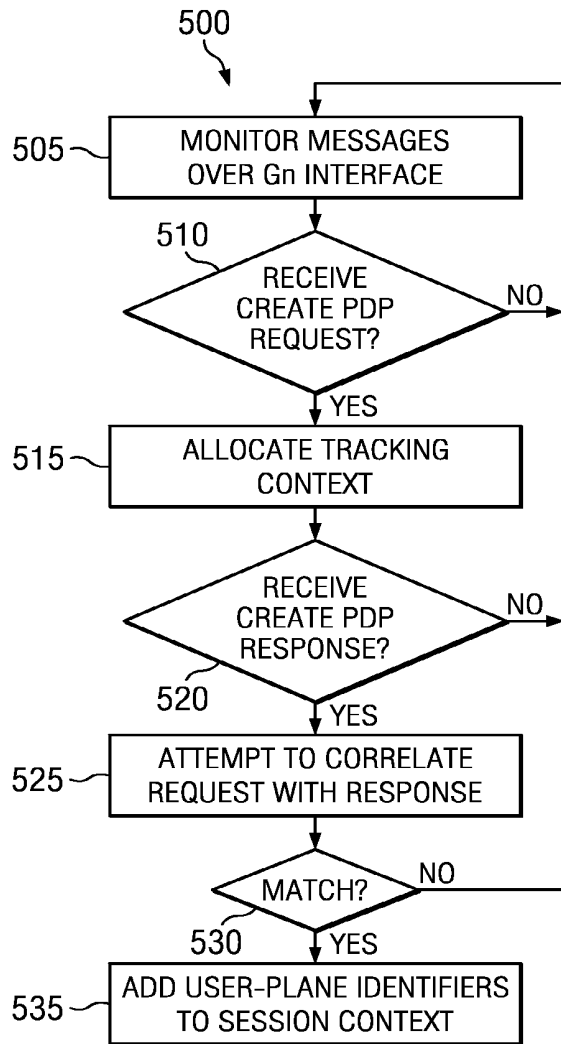 500
505
MONITOR MESSAGES
OVER Gn INTERFACE
510
RECEIVE
CREATE PDP
REQUEST?
NO
YES
515
ALLOCATE TRACKING
CONTEXT
RECEIVE
CREATE PDP
RESPONSE?
NO
520
YES
525
ATTEMPT TO CORRELATE
REQUEST WITH RESPONSE
MATCH?
NO
530
YES
535
ADD USER-PLANE IDENTIFIERS
TO SESSION CONTEXT